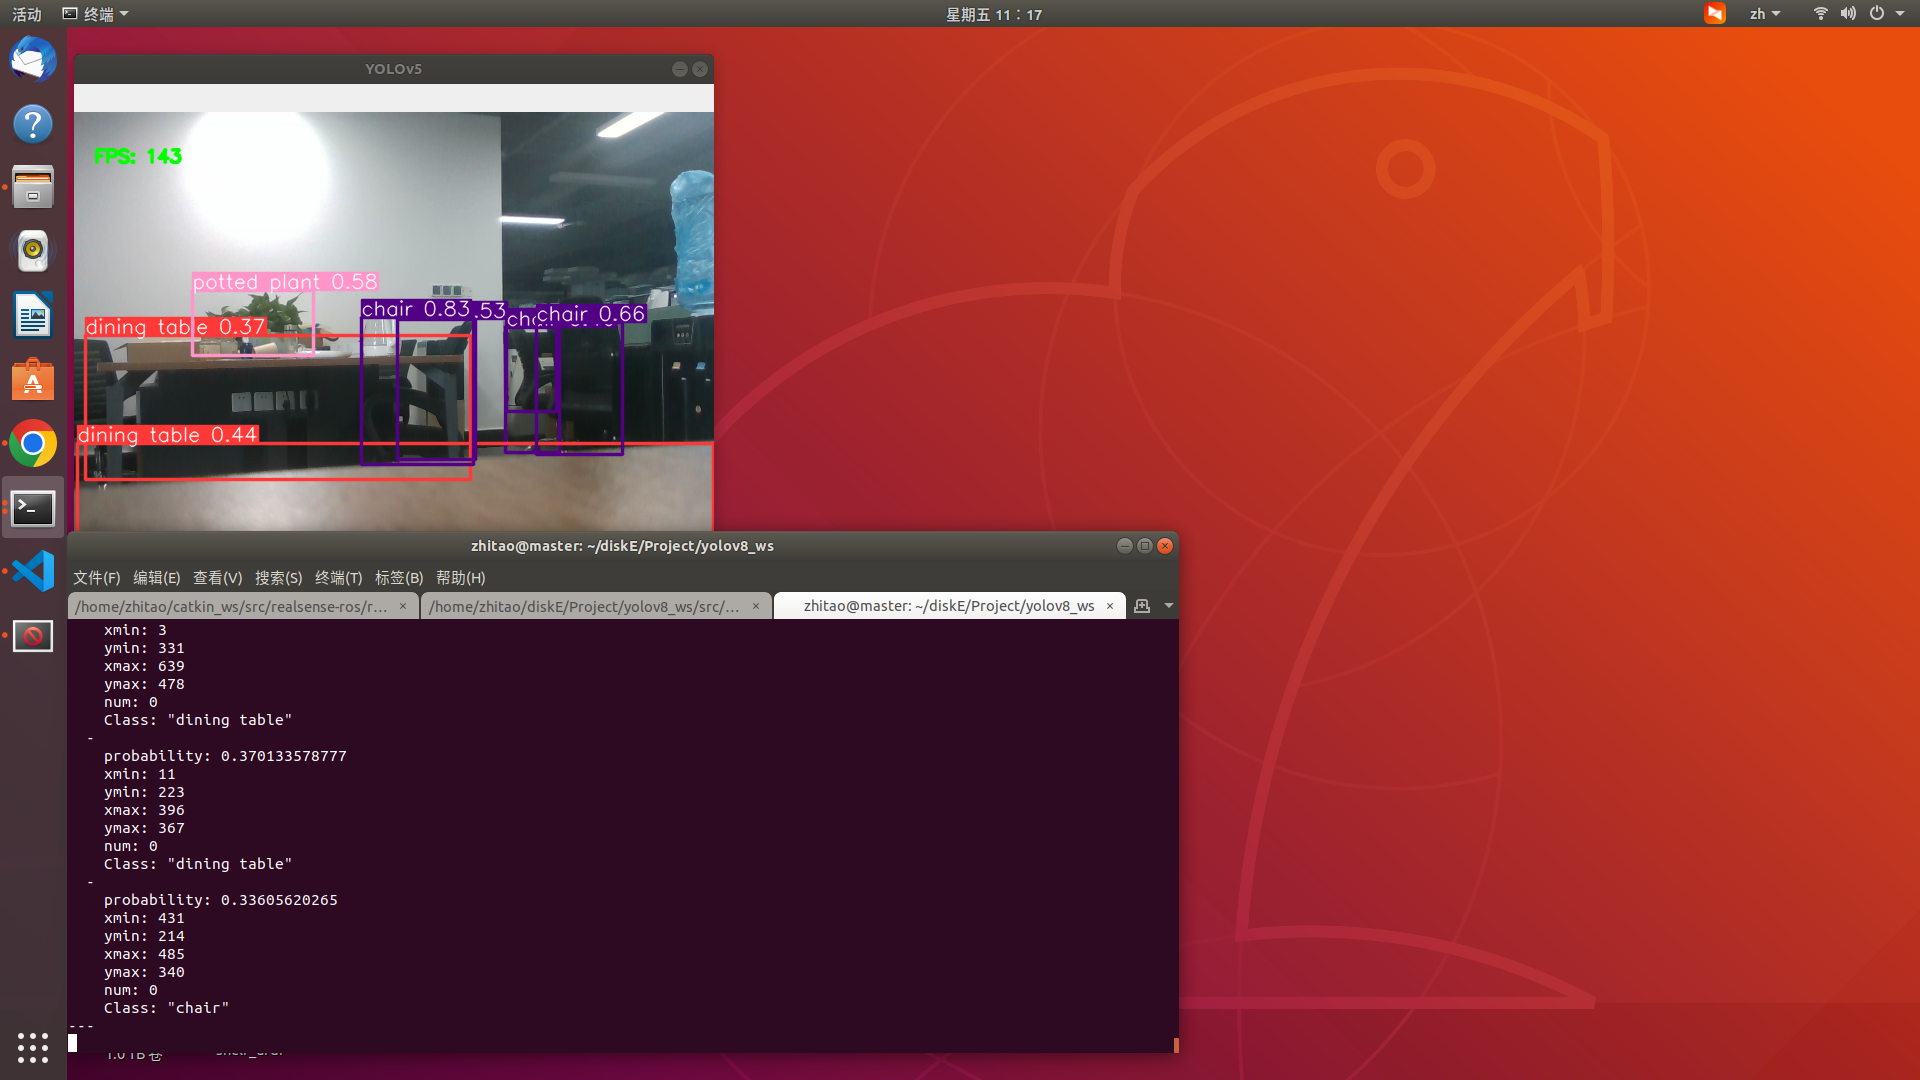 活动 终端 星期五 11：17 zh
YOLOv5
FPS: 143
potted plant 0.58
chair 0.83 .53 chair 0.66
dining table 0.37
dining table 0.44
zhitao@master: ~/diskE/Project/yolov8_ws
文件(F) 编辑(E) 查看(V) 搜索(S) 终端(T) 标签(B) 帮助(H)
/home/zhitao/catkin_ws/src/realsense-ros/r… × /home/zhitao/diskE/Project/yolov8_ws/src/… × zhitao@master: ~/diskE/Project/yolov8_ws ×
xmin: 3
ymin: 331
xmax: 639
ymax: 478
num: 0
Class: "dining table"
-
probability: 0.370133578777
xmin: 11
ymin: 223
xmax: 396
ymax: 367
num: 0
Class: "dining table"
-
probability: 0.33605620265
xmin: 431
ymin: 214
xmax: 485
ymax: 340
num: 0
Class: "chair"
---
1.0 TB 卷